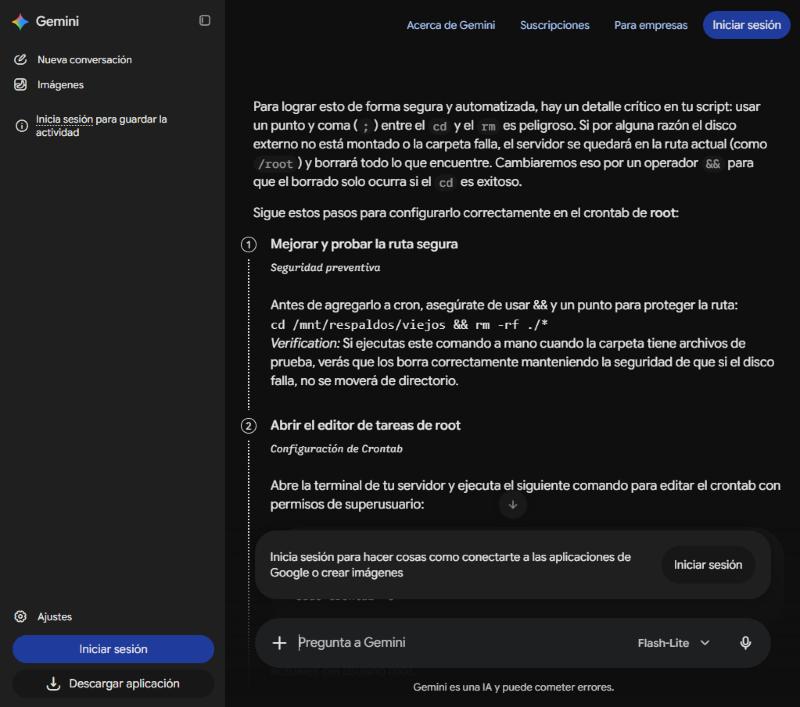 Gemini
Nueva conversación
Imágenes
Inicia sesión para guardar la
actividad
Ajustes
Iniciar sesión
Descargar aplicación
Acerca de Gemini
Suscripciones
Para empresas
Iniciar sesión
Para lograr esto de forma segura y automatizada, hay un detalle crítico en tu script: usar
un punto y coma ( ; ) entre el cd y el rm es peligroso. Si por alguna razón el disco
externo no está montado o la carpeta falla, el servidor se quedará en la ruta actual (como
/root ) y borrará todo lo que encuentre. Cambiaremos eso por un operador && para
que el borrado solo ocurra si el cd es exitoso.
Sigue estos pasos para configurarlo correctamente en el crontab de root:
1 Mejorar y probar la ruta segura
Seguridad preventiva
Antes de agregarlo a cron, asegúrate de usar && y un punto para proteger la ruta:
cd /mnt/respaldos/viejos && rm -rf ./*
Verification: Si ejecutas este comando a mano cuando la carpeta tiene archivos de
prueba, verás que los borra correctamente manteniendo la seguridad de que si el disco
falla, no se moverá de directorio.
2 Abrir el editor de tareas de root
Configuración de Crontab
Abre la terminal de tu servidor y ejecuta el siguiente comando para editar el crontab con
permisos de superusuario:
Inicia sesión para hacer cosas como conectarte a las aplicaciones de
Google o crear imágenes
Iniciar sesión
Pregunta a Gemini
Flash-Lite
Gemini es una IA y puede cometer errores.